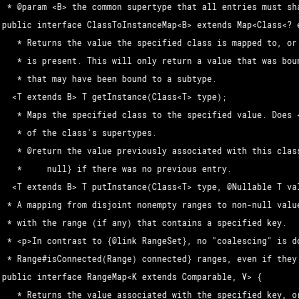 * @param <B> the common supertype that all entries must sha
public interface ClassToInstanceMap<B> extends Map<Class<? e
* Returns the value the specified class is mapped to, or
* is present. This will only return a value that was boun
* that may have been bound to a subtype.
<T extends B> T getInstance(Class<T> type);
* Maps the specified class to the specified value. Does <
* of the class's supertypes.
* @return the value previously associated with this class
* null} if there was no previous entry.
<T extends B> T putInstance(Class<T> type, @Nullable T val
* A mapping from disjoint nonempty ranges to non-null value
* with the range (if any) that contains a specified key.
* <p>In contrast to {@link RangeSet}, no "coalescing" is do
* Range#isConnected(Range) connected} ranges, even if they
public interface RangeMap<K extends Comparable, V> {
* Returns the value associated with the specified key, or